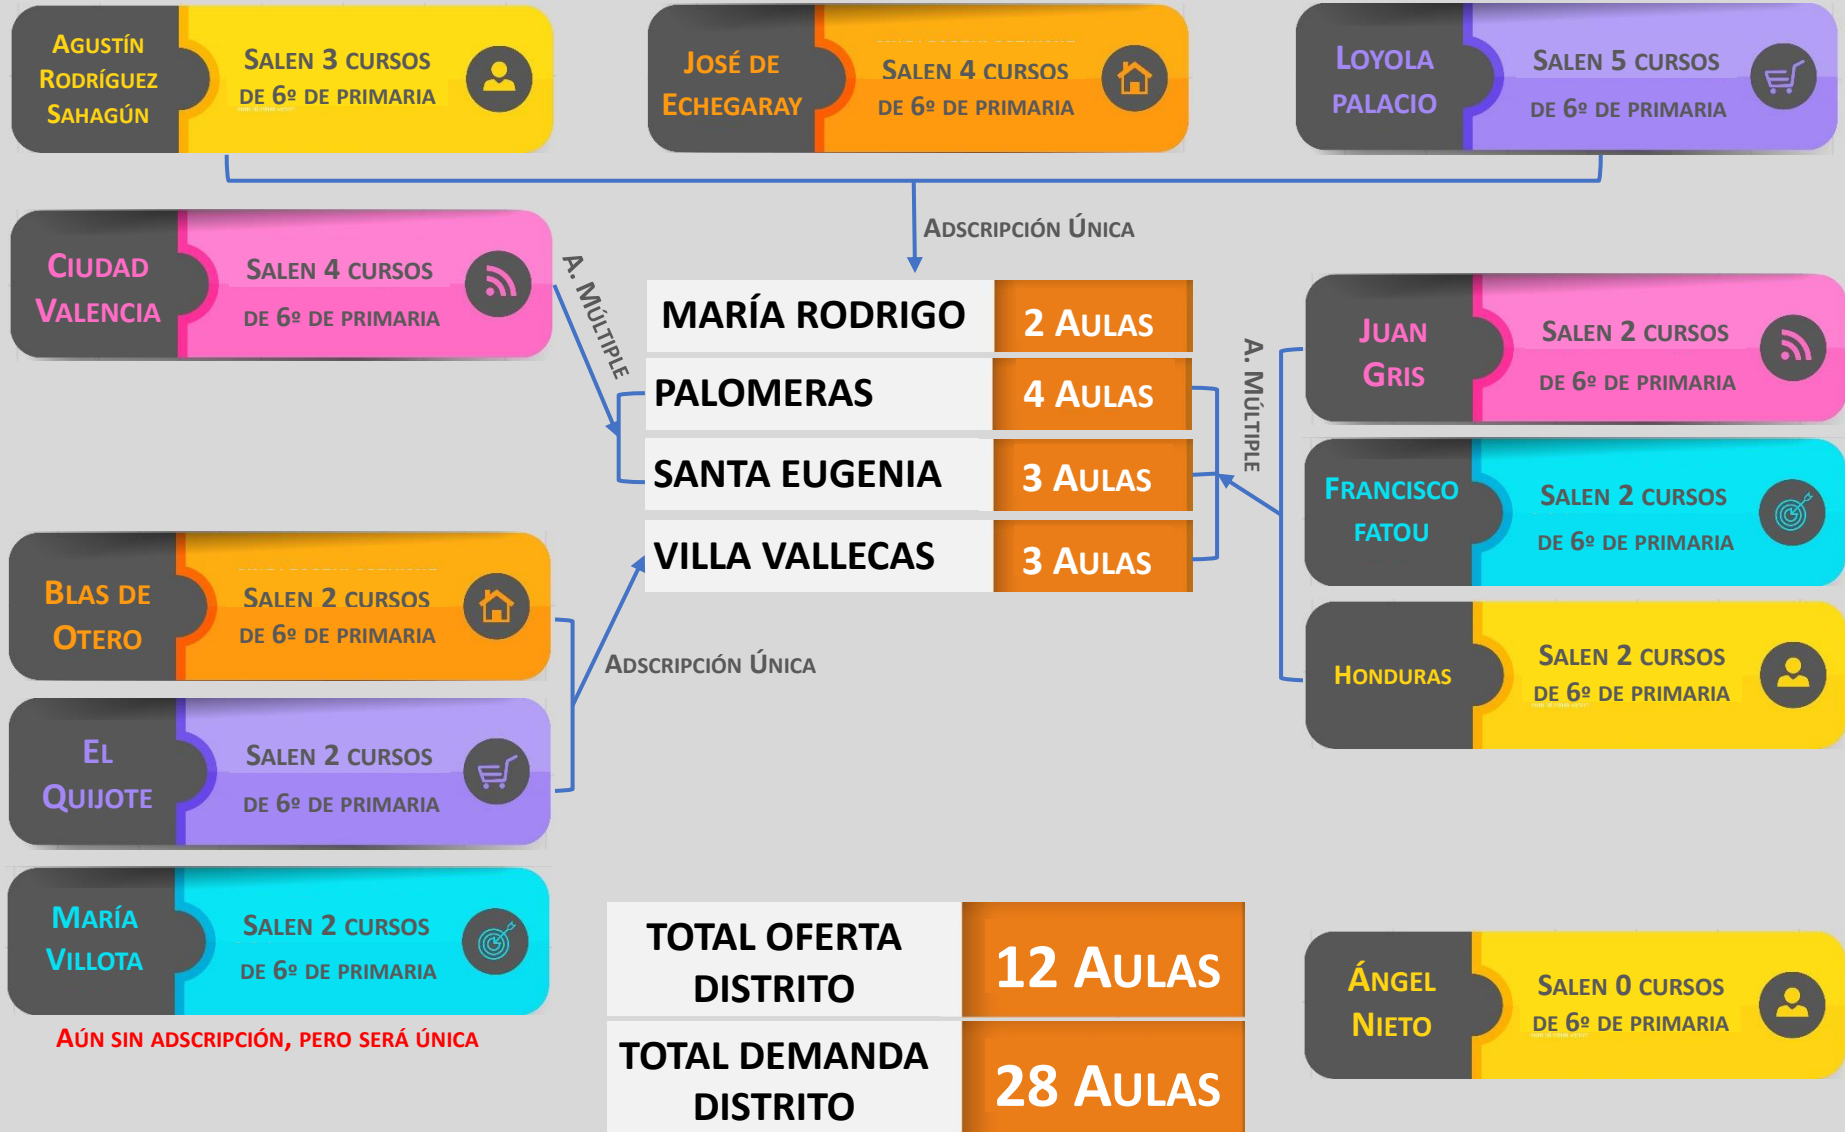 AGUSTÍN
RODRÍGUEZ
SAHAGÚN
SALEN 3 CURSOS
DE 6º DE PRIMARIA
JOSÉ DE
ECHEGARAY
SALEN 4 CURSOS
DE 6º DE PRIMARIA
LOYOLA
PALACIO
SALEN 5 CURSOS
DE 6º DE PRIMARIA
ADSCRIPCIÓN ÚNICA
CIUDAD
VALENCIA
SALEN 4 CURSOS
DE 6º DE PRIMARIA
A. MÚLTIPLE
MARÍA RODRIGO
2 AULAS
PALOMERAS
4 AULAS
SANTA EUGENIA
3 AULAS
VILLA VALLECAS
3 AULAS
A. MÚLTIPLE
JUAN
GRIS
SALEN 2 CURSOS
DE 6º DE PRIMARIA
FRANCISCO
FATOU
SALEN 2 CURSOS
DE 6º DE PRIMARIA
HONDURAS
SALEN 2 CURSOS
DE 6º DE PRIMARIA
BLAS DE
OTERO
SALEN 2 CURSOS
DE 6º DE PRIMARIA
ADSCRIPCIÓN ÚNICA
EL
QUIJOTE
SALEN 2 CURSOS
DE 6º DE PRIMARIA
MARÍA
VILLOTA
SALEN 2 CURSOS
DE 6º DE PRIMARIA
AÚN SIN ADSCRIPCIÓN, PERO SERÁ ÚNICA
TOTAL OFERTA
DISTRITO
12 AULAS
TOTAL DEMANDA
DISTRITO
28 AULAS
ÁNGEL
NIETO
SALEN 0 CURSOS
DE 6º DE PRIMARIA